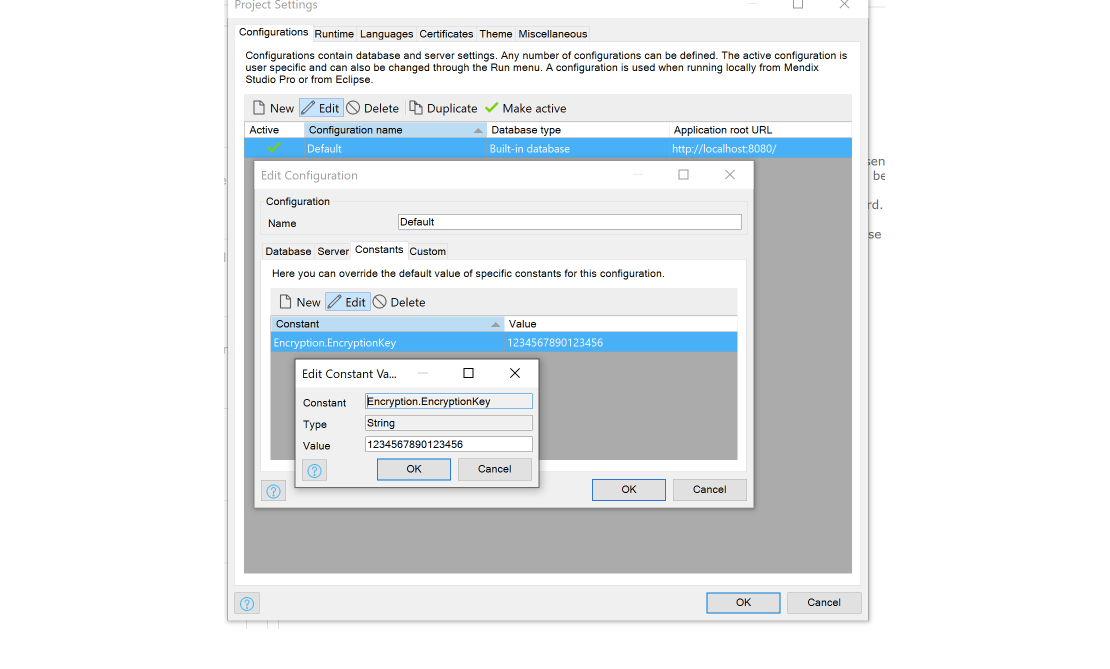 Project Settings
Configurations Runtime Languages Certificates Theme Miscellaneous
Configurations contain database and server settings. Any number of configurations can be defined. The active configuration is
user specific and can also be changed through the Run menu. A configuration is used when running locally from Mendix
Studio Pro or from Eclipse.
New Edit Delete Duplicate Make active
Active Configuration name Database type Application root URL
Default Built-in database http://localhost:8080/
Edit Configuration
Configuration
Name Default
Database Server Constants Custom
Here you can override the default value of specific constants for this configuration.
New Edit Delete
Constant Value
Encryption.EncryptionKey 1234567890123456
Edit Constant Va...
Constant Encryption.EncryptionKey
Type String
Value 1234567890123456
OK Cancel
OK Cancel
OK Cancel
sen
be
rd.
se